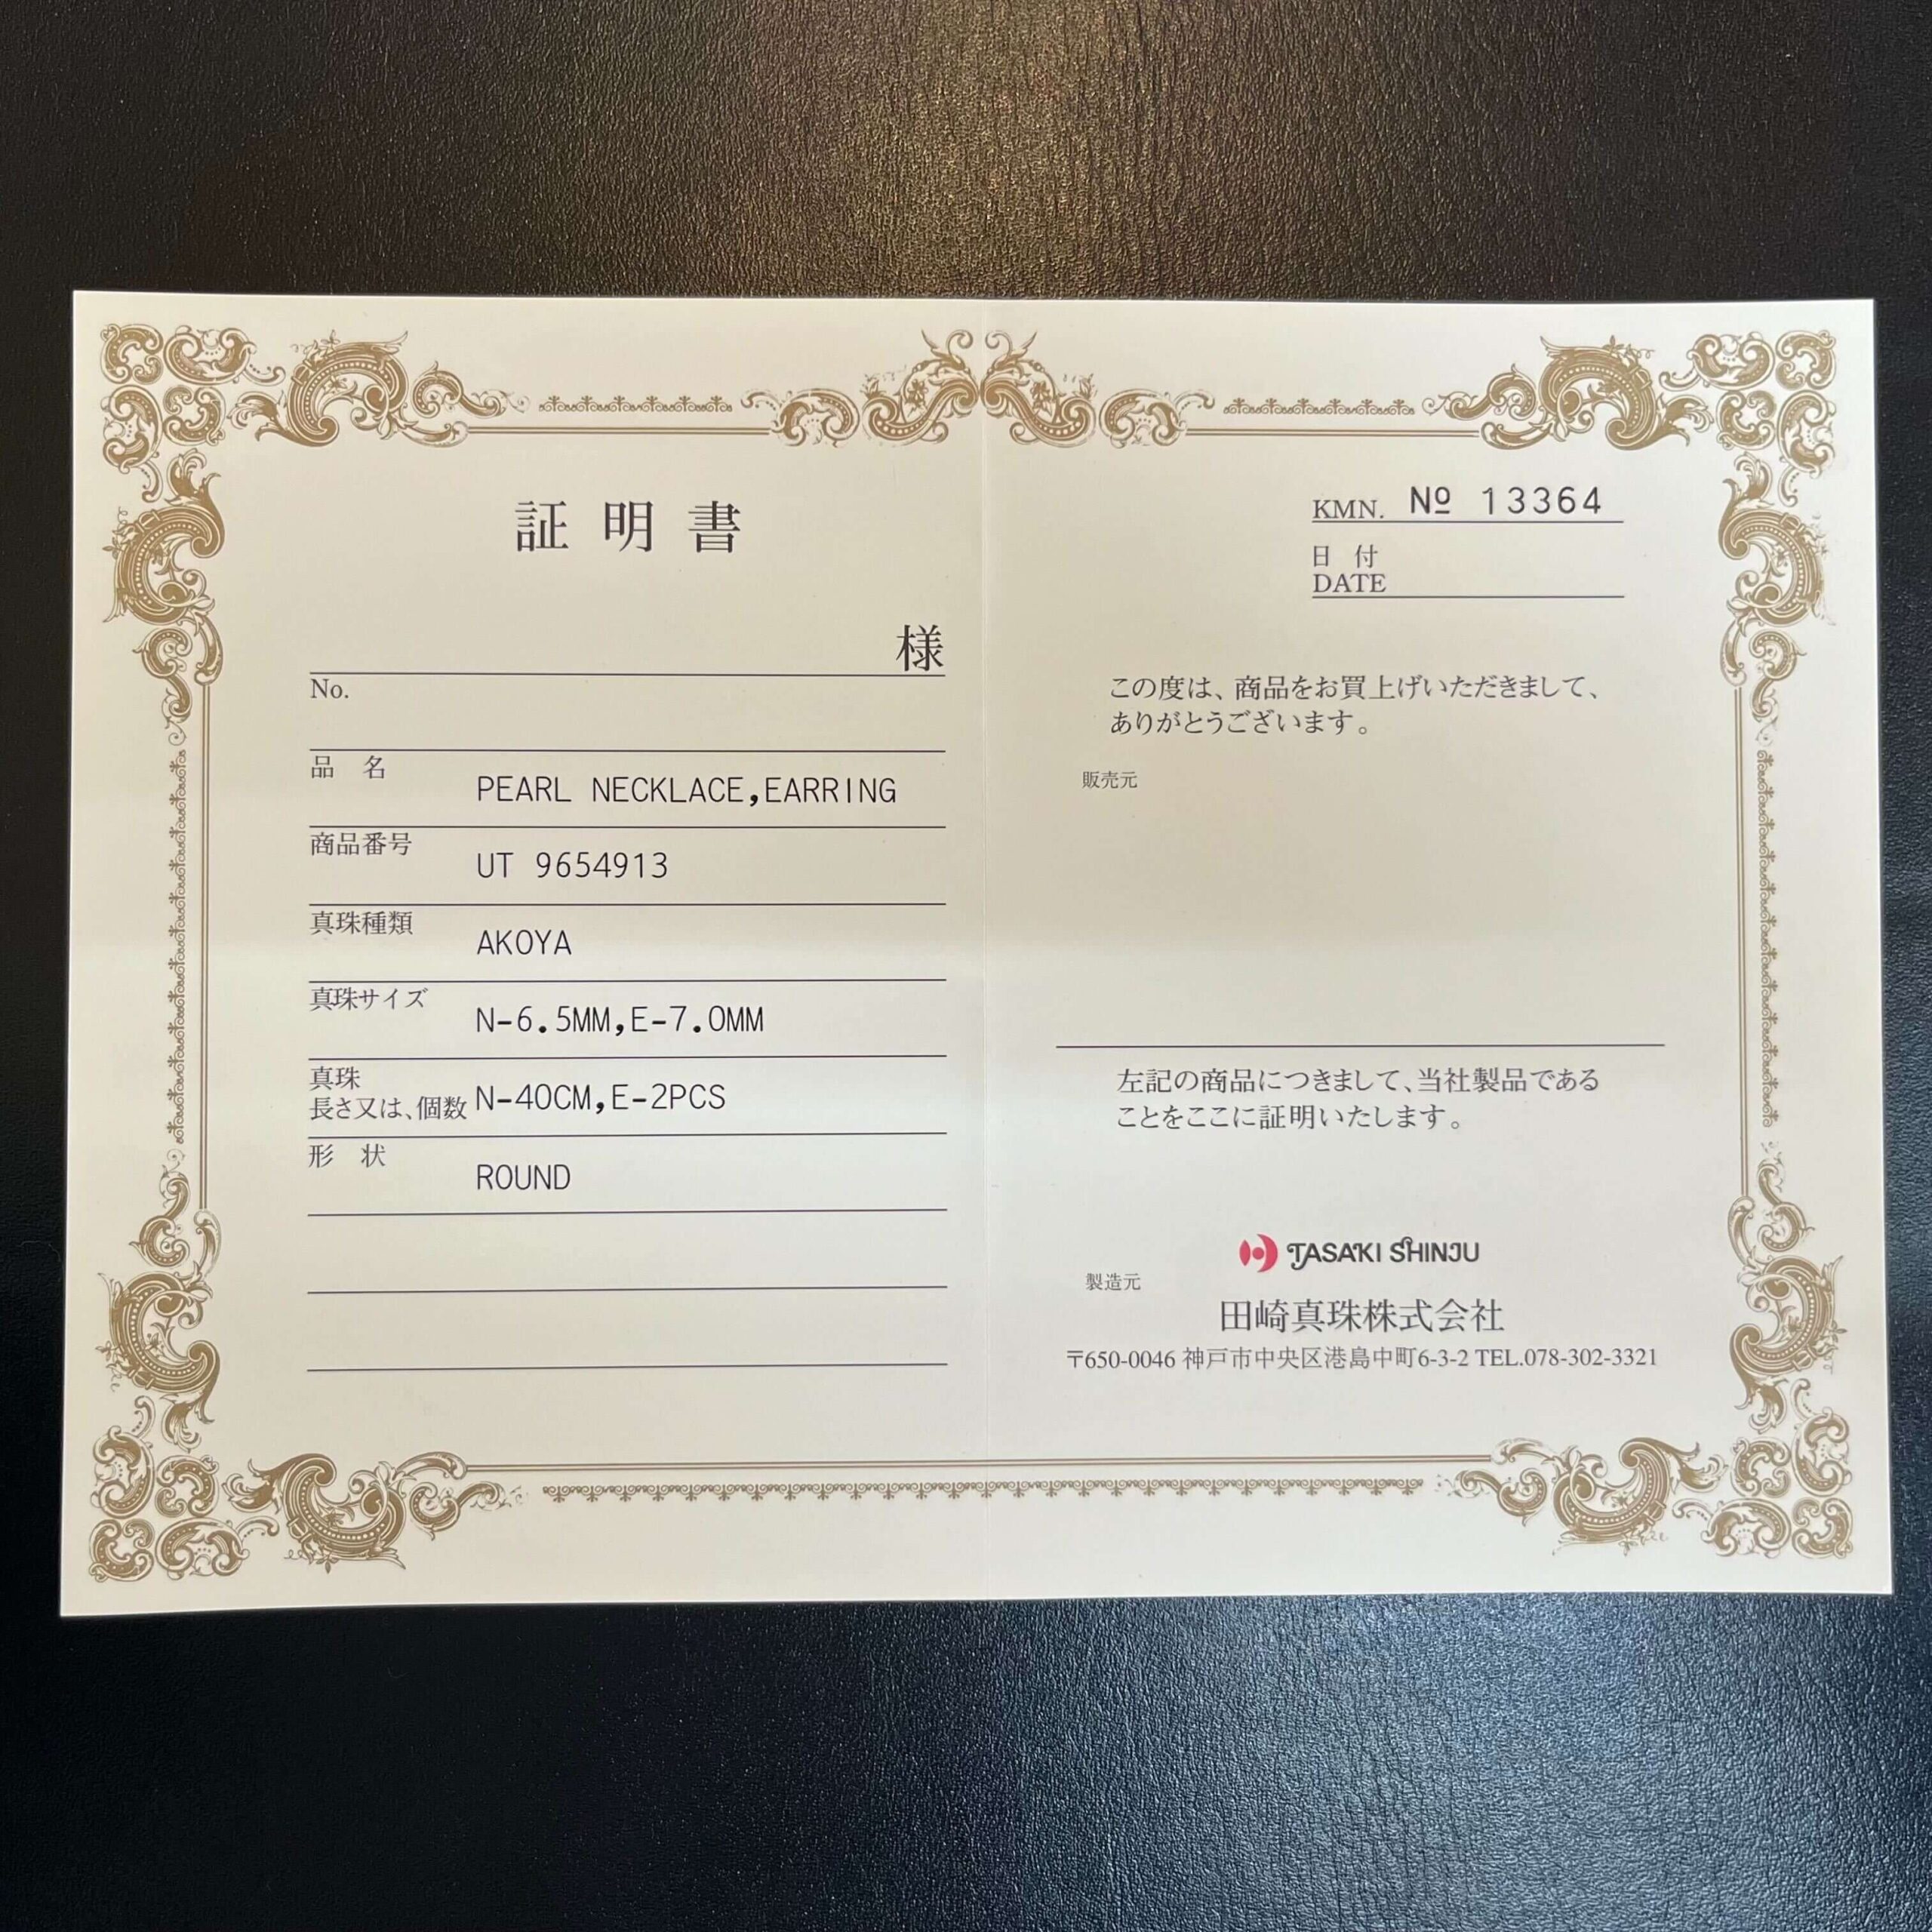 証明書
様
No.
品 名 PEARL NECKLACE,EARRING
商品番号 UT 9654913
真珠種類 AKOYA
真珠サイズ N-6.5MM,E-7.0MM
真珠
長さ又は、個数 N-40CM,E-2PCS
形 状 ROUND
KMN. № 13364
日 付
DATE
この度は、商品をお買上げいただきまして、
ありがとうございます。
販売元
左記の商品につきまして、当社製品である
ことをここに証明いたします。
TASAKI SHINJU
製造元
田崎真珠株式会社
〒650-0046 神戸市中央区港島中町6-3-2 TEL.078-302-3321